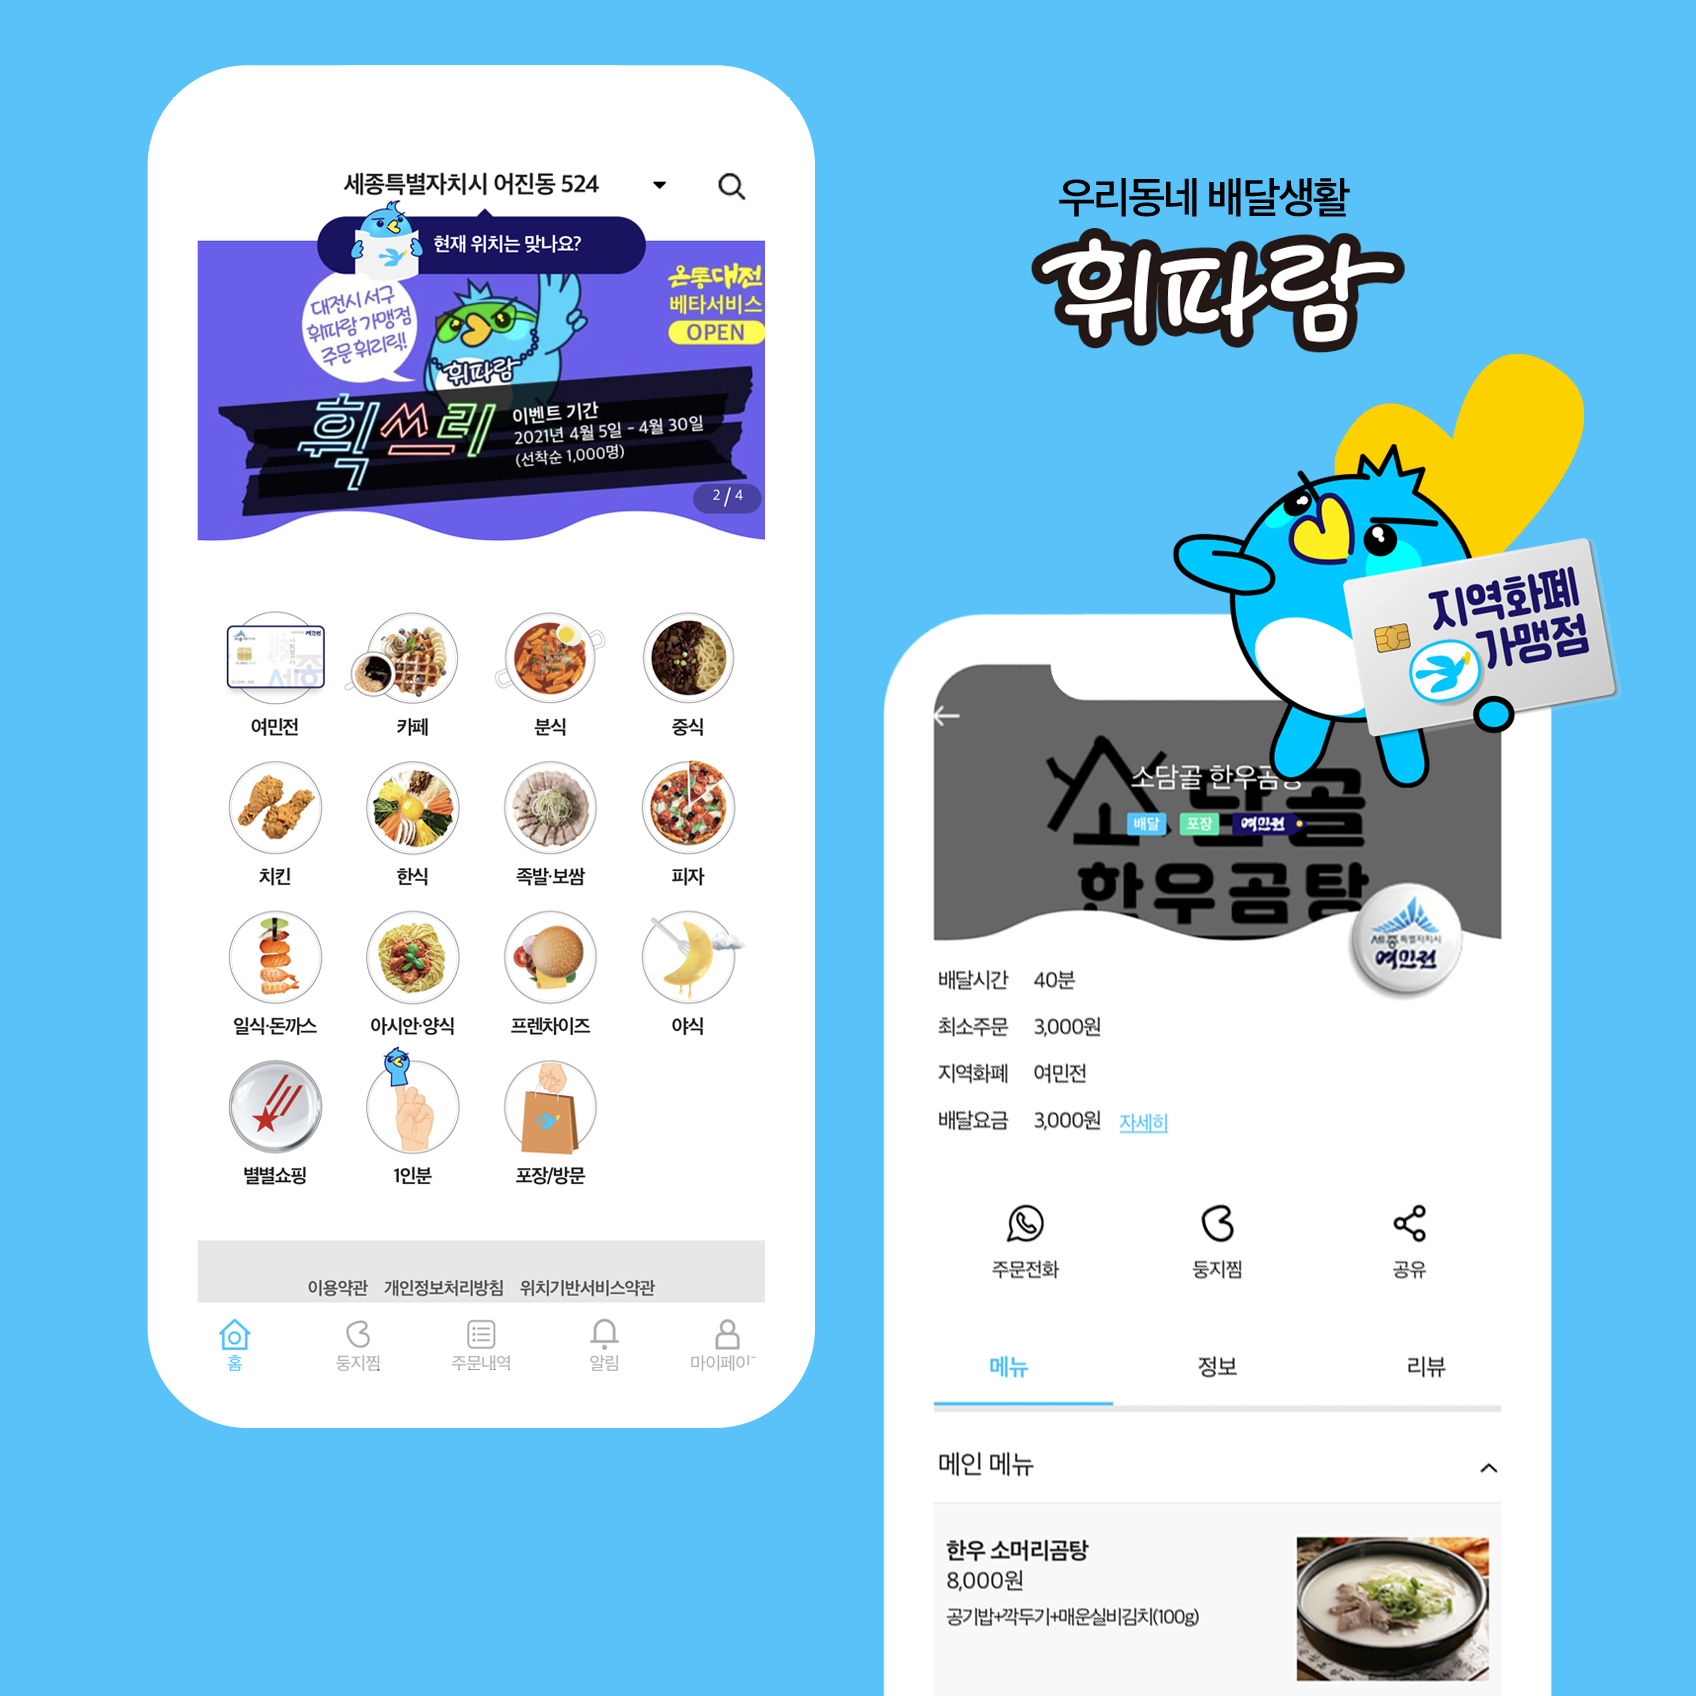 세종특별자치시 어진동 524
현재 위치는 맞나요?
대전시 서구
휘파람 가맹점
주문 휘리릭!
온통대전
베타서비스
OPEN
휘파람
휙쓰리
이벤트 기간
2021년 4월 5일 - 4월 30일
(선착순 1,000명)
2 / 4
여민전
세종
여민전
카페
분식
중식
치킨
한식
족발·보쌈
피자
일식·돈까스
아시안·양식
프렌차이즈
야식
별별쇼핑
1인분
포장/방문
이용약관
개인정보처리방침
위치기반서비스약관
홈
둥지찜
주문내역
알림
마이페이
우리동네 배달생활
휘파람
지역화폐
가맹점
소담골 한우곰탕
배달
포장
여민전
소담골
한우곰탕
세종특별자치시
여민전
배달시간 40분
최소주문 3,000원
지역화폐 여민전
배달요금 3,000원 자세히
주문전화
둥지찜
공유
메뉴
정보
리뷰
메인 메뉴
한우 소머리곰탕
8,000원
공기밥+깍두기+매운실비김치(100g)